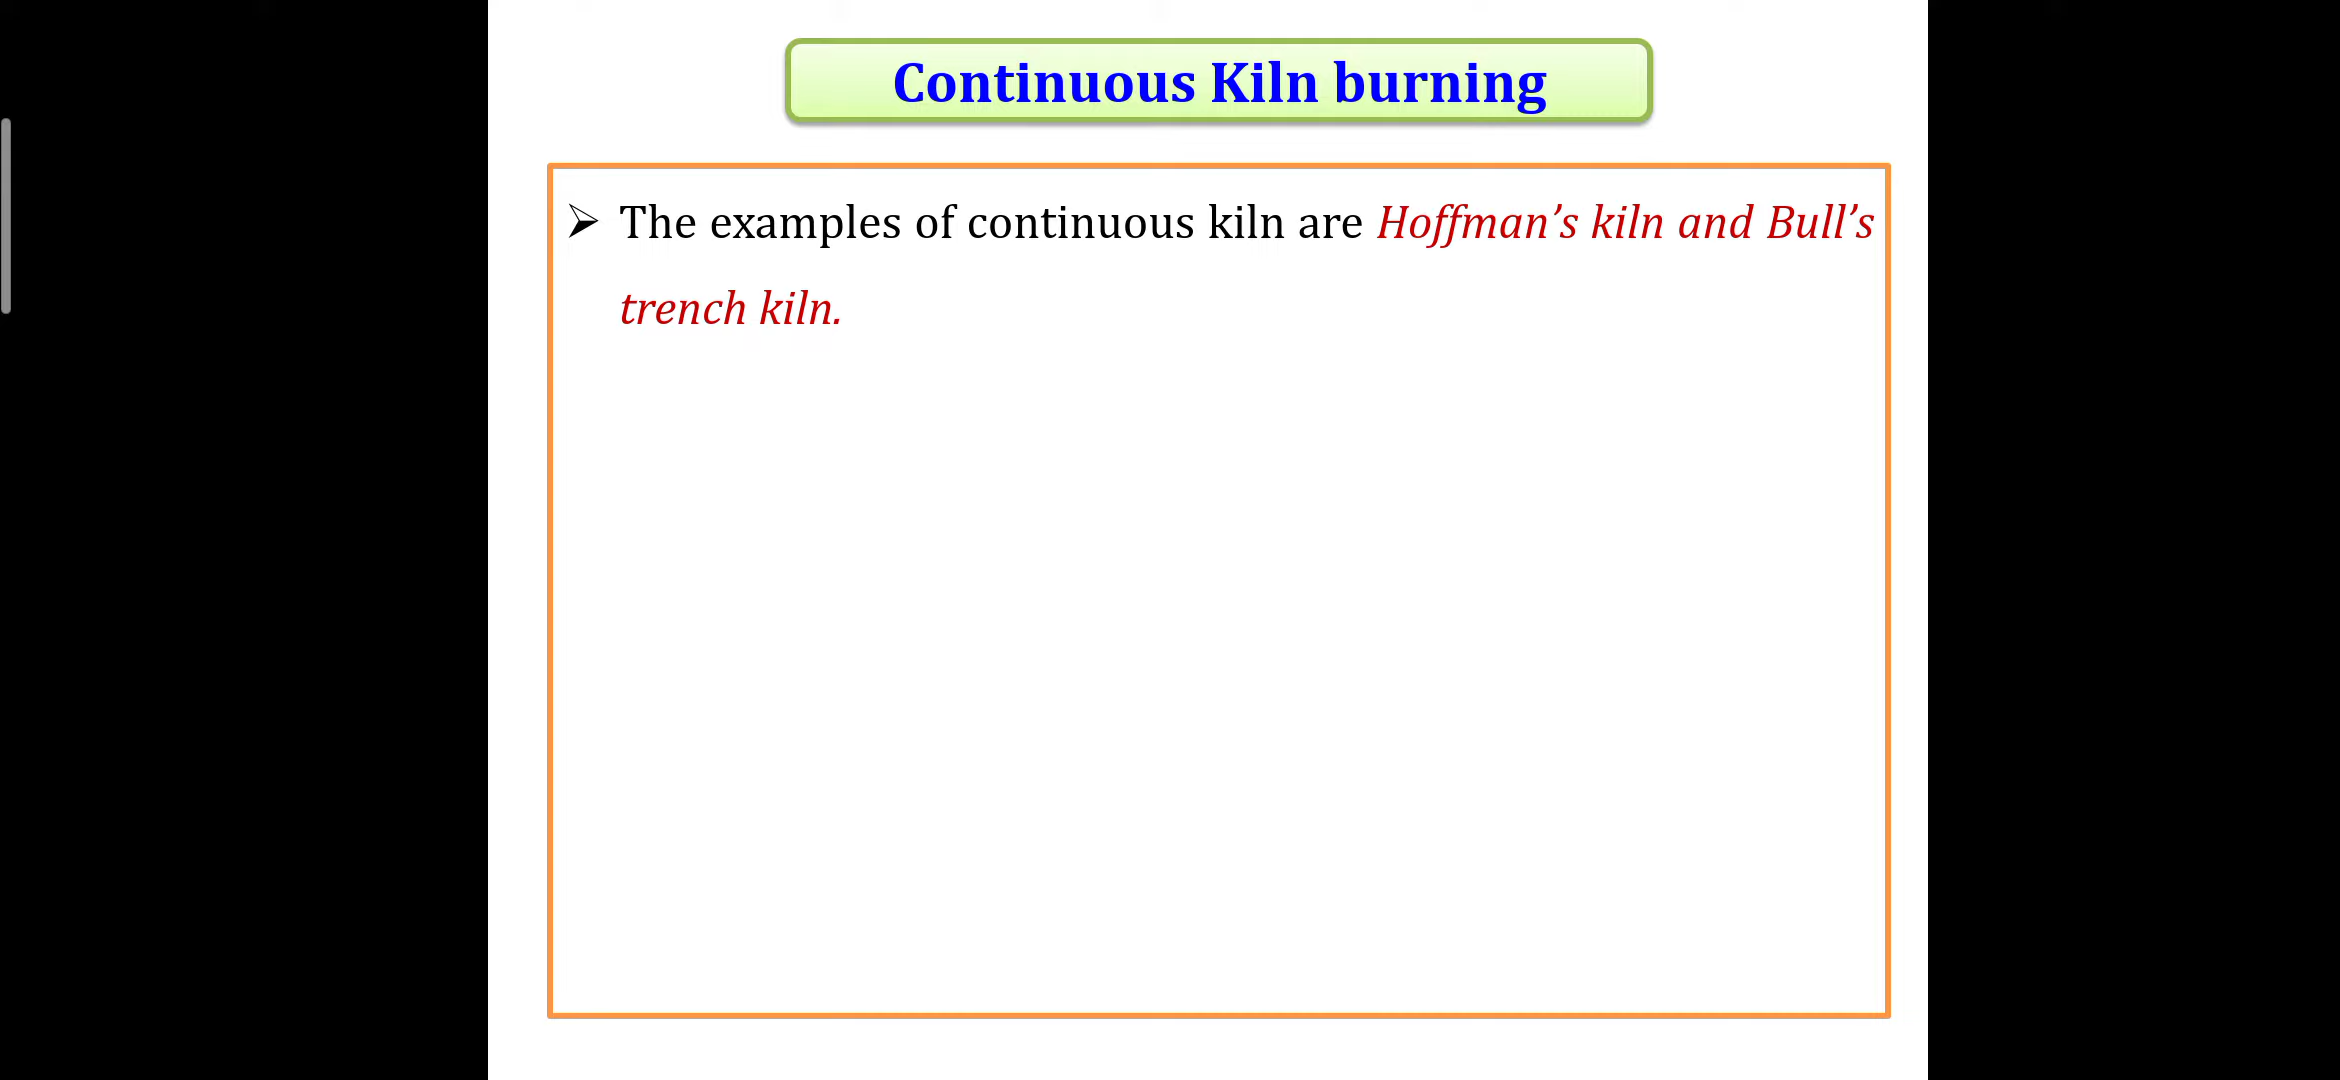 Continuous Kiln burning
➢ The examples of continuous kiln are Hoffman’s kiln and Bull’s
trench kiln.